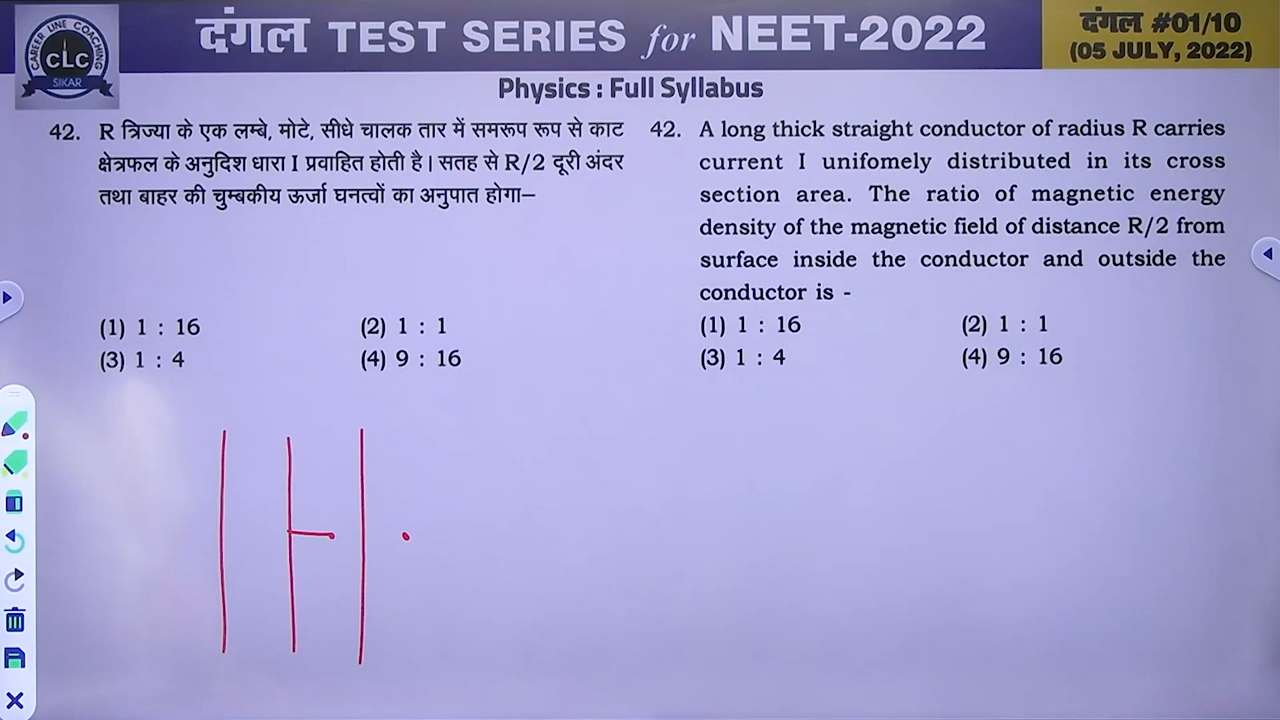 CAREER LINE COACHING
CLC
SIKAR
दंगल TEST SERIES for NEET-2022
दंगल #01/10
(05 JULY, 2022)
Physics : Full Syllabus
42. R त्रिज्या के एक लम्बे, मोटे, सीधे चालक तार में समरूप रूप से काट
क्षेत्रफल के अनुदिश धारा I प्रवाहित होती है। सतह से R/2 दूरी अंदर
तथा बाहर की चुम्बकीय ऊर्जा घनत्वों का अनुपात होगा–
(1) 1 : 16 (2) 1 : 1
(3) 1 : 4 (4) 9 : 16
42. A long thick straight conductor of radius R carries
current I unifomely distributed in its cross
section area. The ratio of magnetic energy
density of the magnetic field of distance R/2 from
surface inside the conductor and outside the
conductor is -
(1) 1 : 16 (2) 1 : 1
(3) 1 : 4 (4) 9 : 16